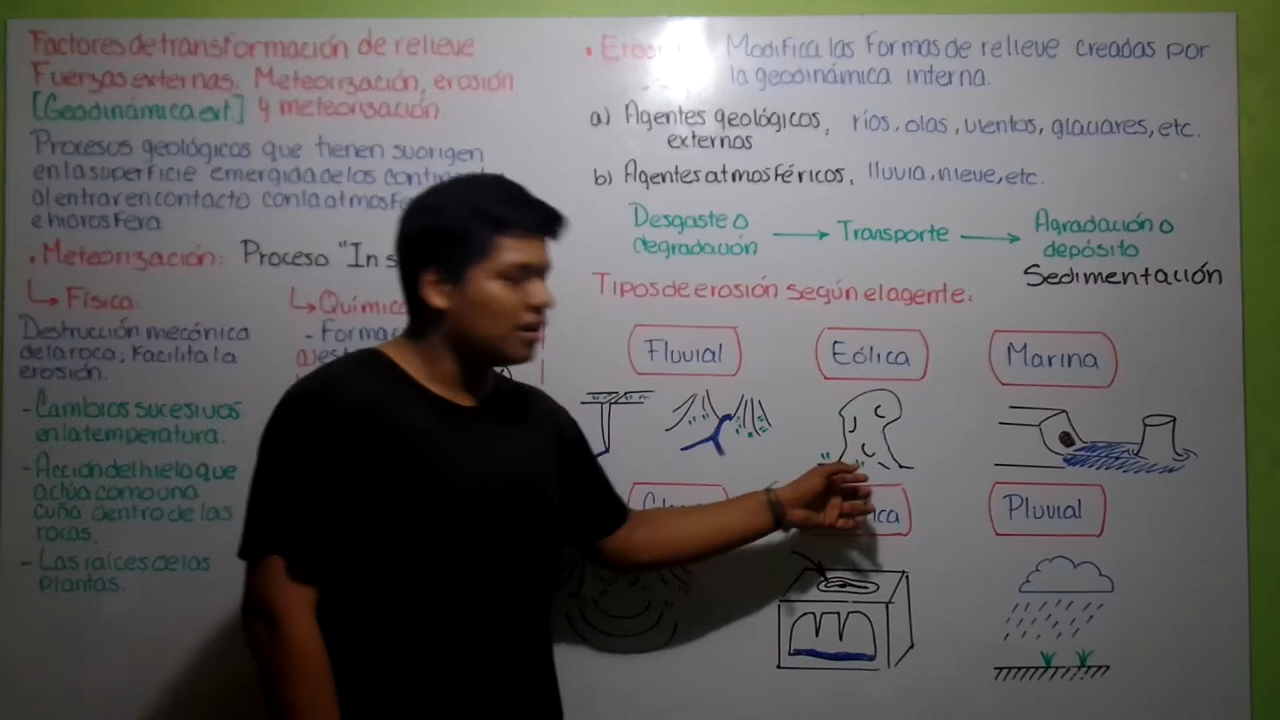 Factores de transformación de relieve
Fuerzas externas: Meteorización, erosión
[Geodinámica ext] y meteorización.
Procesos geológicos que tienen su origen
en la superficie emergida de los
al entrar en contacto con la
e hidrosfera.
. Meteorización: Proceso "In
↳ Física.
Destrucción mecánica
de la roca; Facilita la
erosión.
- Cambios sucesivos
en la temperatura.
- Acción del hielo que
actúa como una
cuña dentro de las
rocas.
- Las raíces de las
plantas.
↳ Química
-
a)
• Modifica las Formas de relieve creadas por
la geodinámica interna.
a) Agentes geológicos, ríos, olas, vientos, glaciares, etc.
externos
b) Agentes atmosféricos, lluvia, nieve, etc.
Desgaste o → Transporte → Agradación o
degradación depósito
Sedimentación
Tipos de erosión según el agente:
Fluvial Eólica Marina
Pluvial